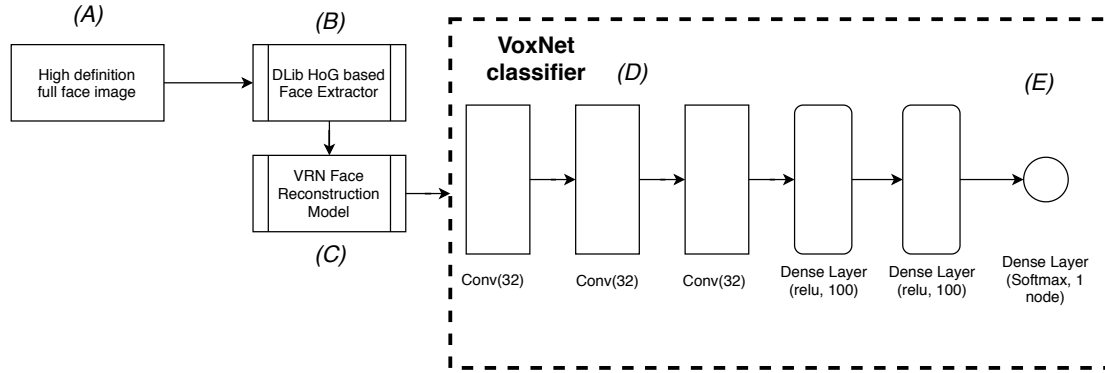 (A)
High definition
full face image
(B)
DLib HoG based
Face Extractor
VRN Face
Reconstruction
Model
(C)
VoxNet
classifier
(D)
(E)
Conv(32)
Conv(32)
Conv(32)
Dense Layer
(relu, 100)
Dense Layer
(relu, 100)
Dense Layer
(Softmax, 1
node)